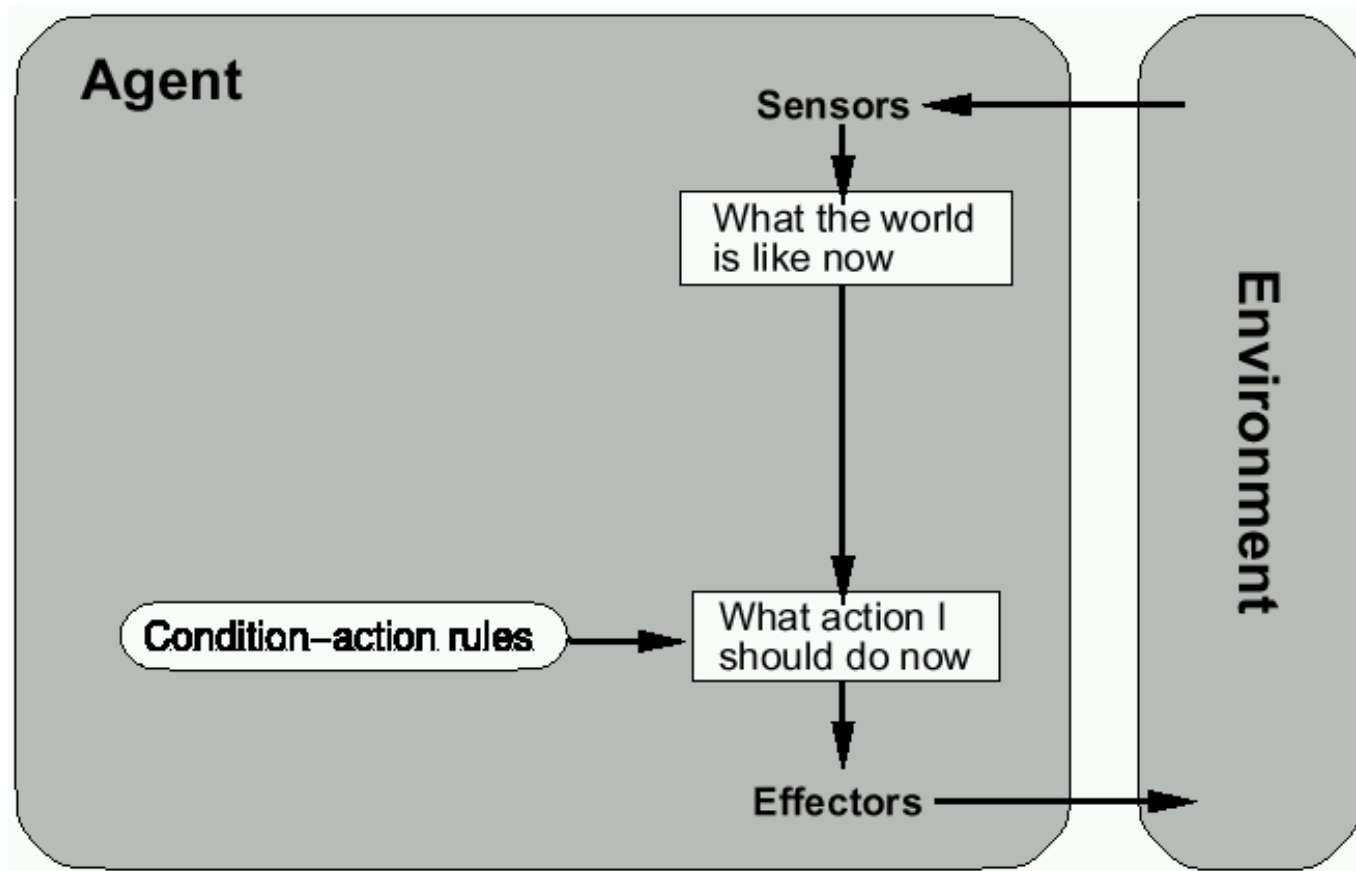 Agent
Sensors
What the world
is like now
Environment
Condition–action rules
What action I
should do now
Effectors